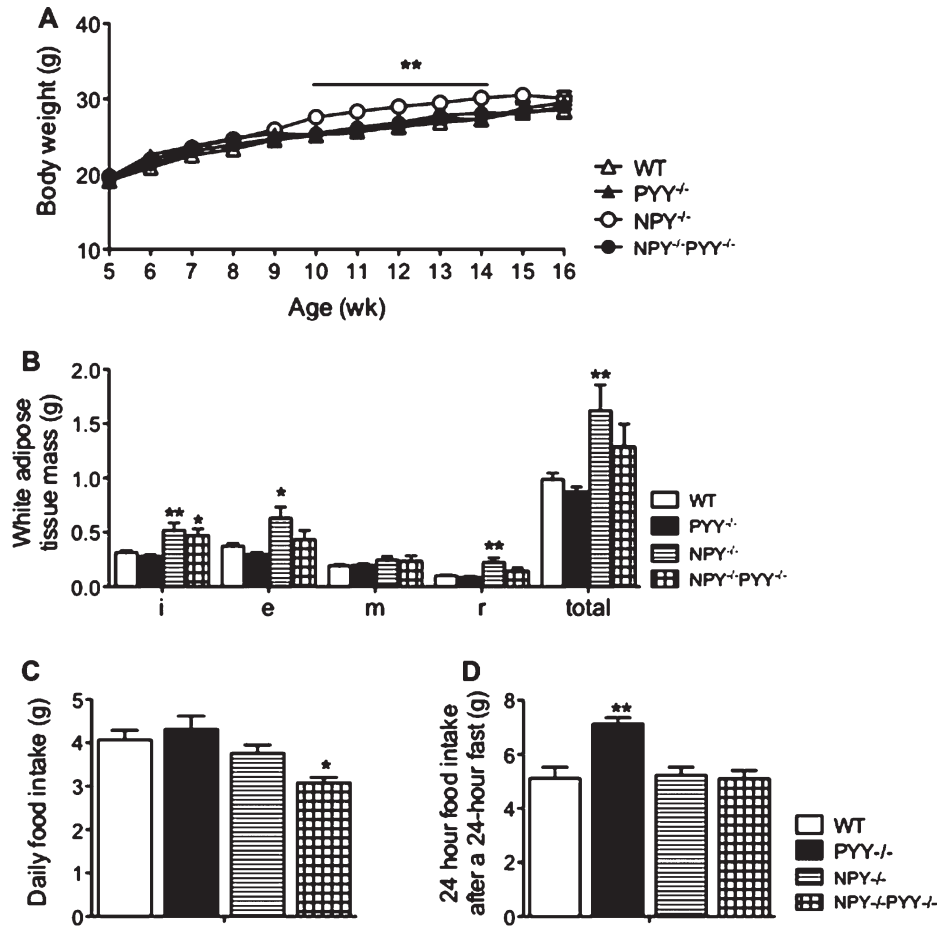 A
Body weight (g)
40
30
20
10
**
5 6 7 8 9 10 11 12 13 14 15 16
Age (wk)
WT
PYY-/-
NPY-/-
NPY-/-PYY-/-
B
White adipose
tissue mass (g)
2.0
1.5
1.0
0.5
0.0
** * * ** **
i e m r total
WT
PYY-/-
NPY-/-
NPY-/-PYY-/-
C
Daily food intake (g)
5
4
3
2
1
0
*
D
24 hour food intake
after a 24-hour fast (g)
8
6
4
2
0
**
WT
PYY-/-
NPY-/-
NPY-/-PYY-/-